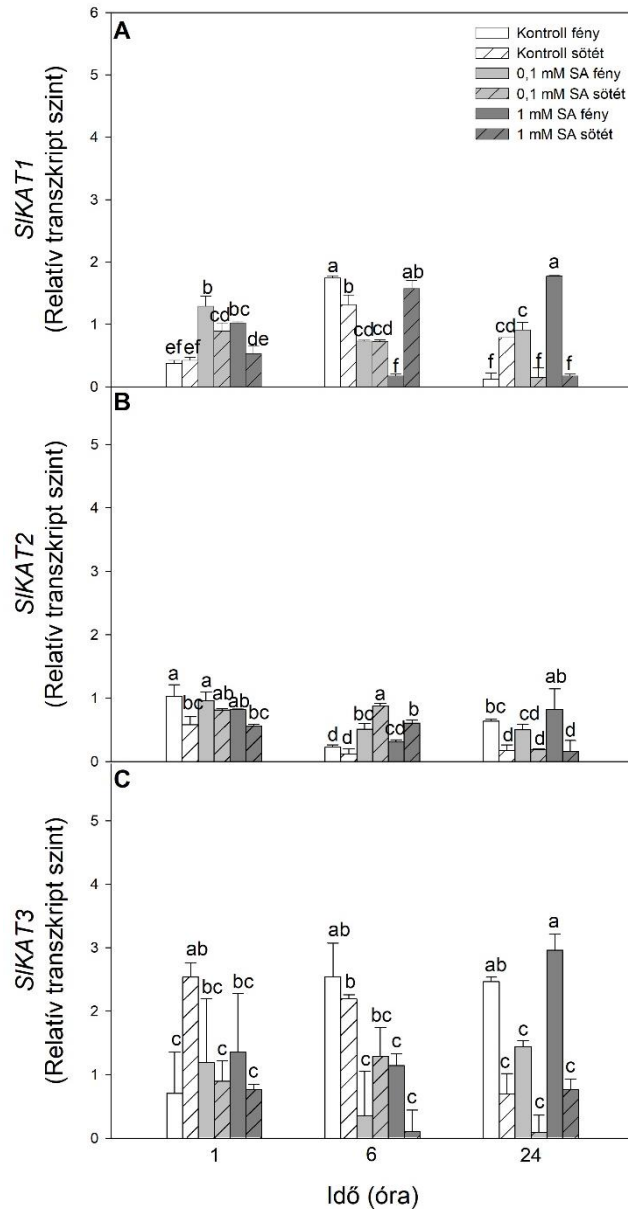 A
6
5
4
3
2
1
0
SlKAT1
(Relatív transzkript szint)
Kontroll fény
Kontroll sötét
0,1 mM SA fény
0,1 mM SA sötét
1 mM SA fény
1 mM SA sötét
ef ef b cd bc de
a b cd cd f ab
f cd c f a f
B
5
4
3
2
1
0
SlKAT2
(Relatív transzkript szint)
a bc a ab ab bc
d d bc a cd b
bc d cd d ab d
C
5
4
3
2
1
0
SlKAT3
(Relatív transzkript szint)
c ab bc c bc c
ab b c bc c c
ab c c c a c
1 6 24
Idő (óra)